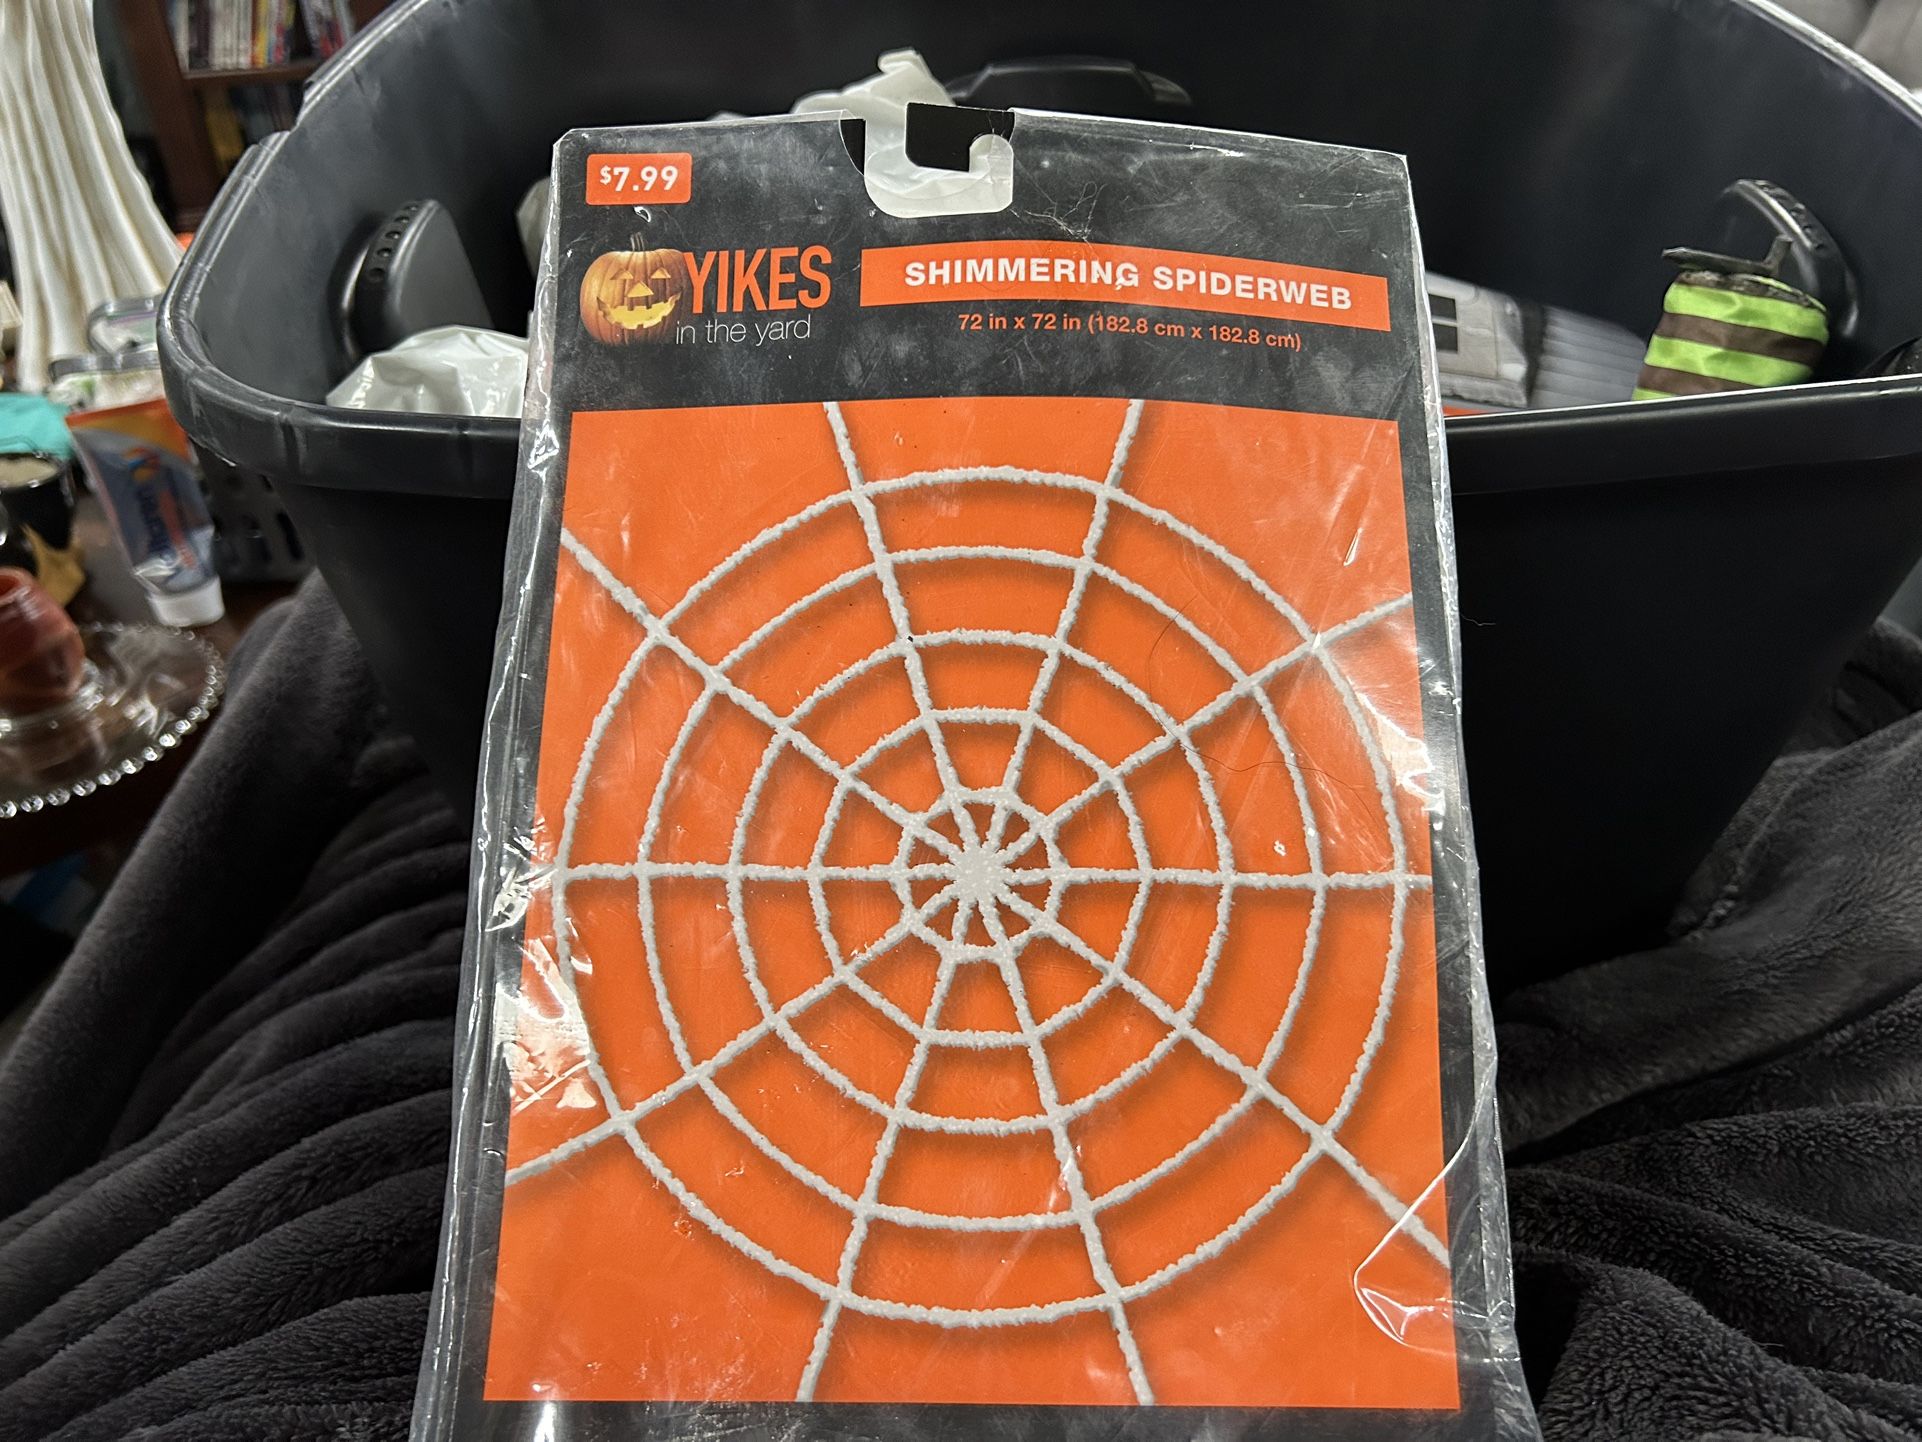 $7.99
YIKES
in the yard
SHIMMERING SPIDERWEB
72 in x 72 in (182.8 cm x 182.8 cm)